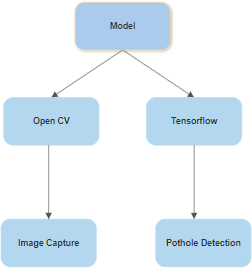 Model
Open CV
Tensorflow
Image Capture
Pothole Detection